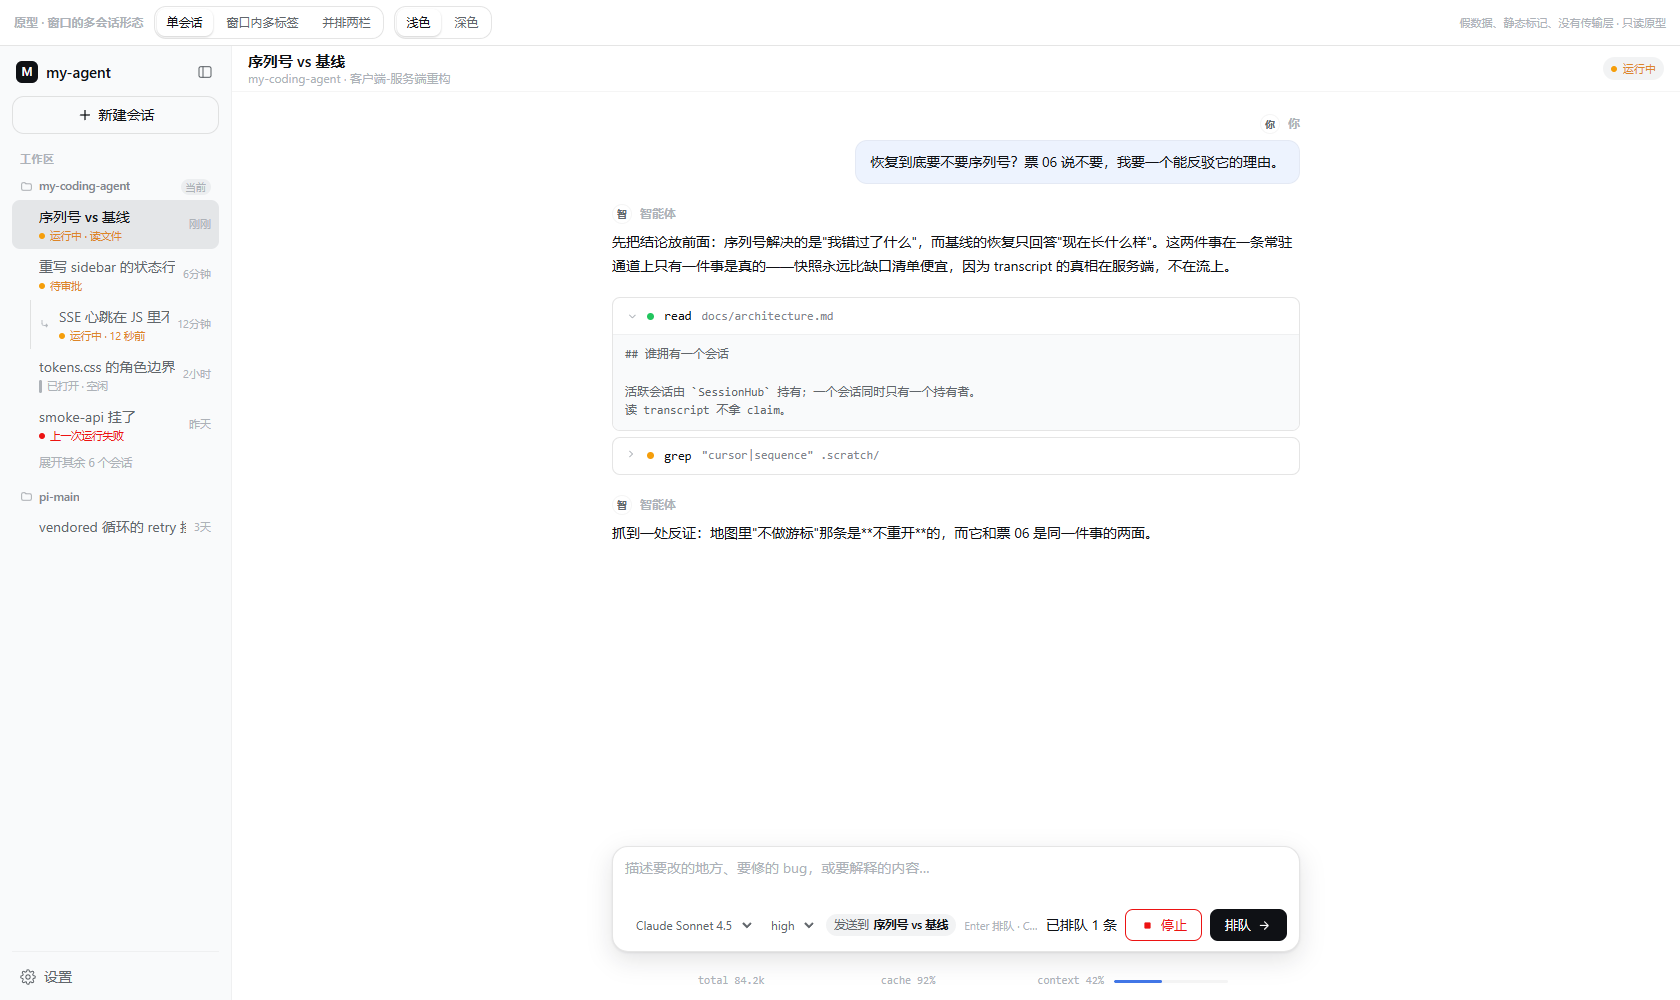 原型 · 窗口的多会话形态
单会话
窗口内多标签
并排两栏
浅色
深色
假数据、静态标记、没有传输层 · 只读原型
M my-agent
新建会话
工作区
my-coding-agent 当前
序列号 vs 基线 刚刚
运行中 · 读文件
重写 sidebar 的状态行 6分钟
待审批
SSE 心跳在 JS 里不 12分钟
运行中 · 12 秒前
tokens.css 的角色边界 2小时
已打开 · 空闲
smoke-api 挂了 昨天
上一次运行失败
展开其余 6 个会话
pi-main
vendored 循环的 retry 3天
设置
序列号 vs 基线
my-coding-agent · 客户端-服务端重构
运行中
你 你
恢复到底要不要序列号？票 06 说不要，我要一个能反驳它的理由。
智 智能体
先把结论放前面：序列号解决的是"我错过了什么"，而基线的恢复只回答"现在长什么样"。这两件事在一条常驻
通道上只有一件事是真的——快照永远比缺口清单便宜，因为 transcript 的真相在服务端，不在流上。
read docs/architecture.md
## 谁拥有一个会话
活跃会话由 `SessionHub` 持有；一个会话同时只有一个持有者。
读 transcript 不拿 claim。
grep "cursor|sequence" .scratch/
智 智能体
抓到一处反证：地图里"不做游标"那条是**不重开**的，而它和票 06 是同一件事的两面。
描述要改的地方、要修的 bug，或要解释的内容...
Claude Sonnet 4.5 high 发送到 序列号 vs 基线 Enter 排队 · C... 已排队 1 条 停止 排队
total 84.2k cache 92% context 42%